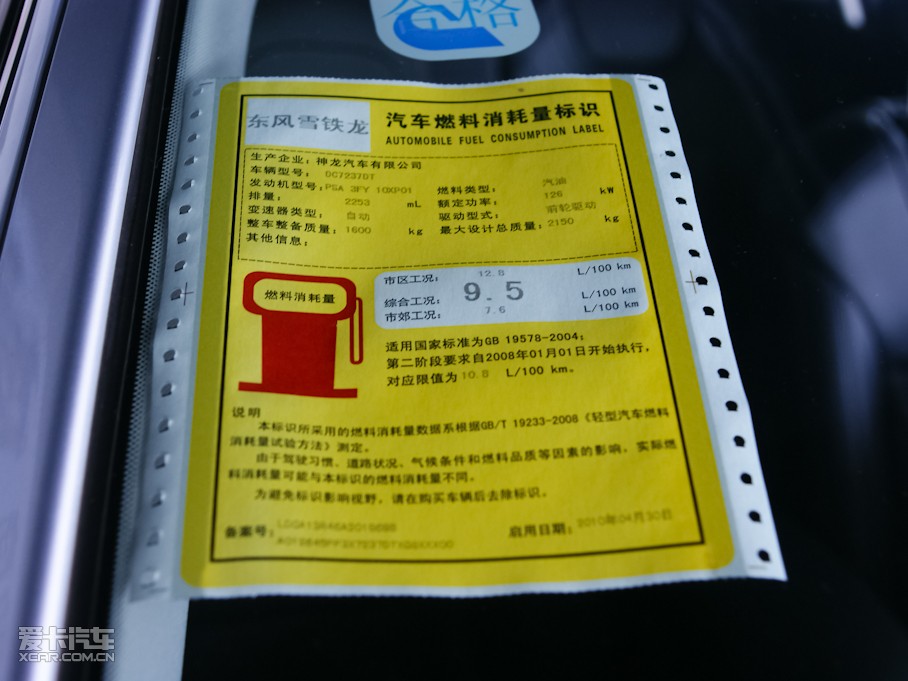 合格
东风雪铁龙
汽车燃料消耗量标识
AUTOMOBILE FUEL CONSUMPTION LABEL
生产企业：神龙汽车有限公司
车辆型号： DC7237DT
发动机型号：PSA 3FY 10XP01 燃料类型： 汽油
排量： 2253 mL 额定功率： 126 kW
变速器类型： 自动 驱动型式： 前轮驱动
整车整备质量：1600 kg 最大设计总质量：2150 kg
其他信息：
燃料消耗量
市区工况： 12.8 L/100 km
综合工况： 9.5 L/100 km
市郊工况： 7.6 L/100 km
适用国家标准为GB 19578-2004；
第二阶段要求自2008年01月01日开始执行，
对应限值为 10.8 L/100 km。
说明
本标识所采用的燃料消耗量数据系根据GB/T 19233-2008《轻型汽车燃料
消耗量试验方法》测定。
由于驾驶习惯、道路状况、气候条件和燃料品质等因素的影响，实际燃
料消耗量可能与本标识的燃料消耗量不同。
为避免标识影响视野，请在购买车辆后去除标识。
备案号： 启用日期：2010年04月30日
爱卡汽车
XCAR.COM.CN